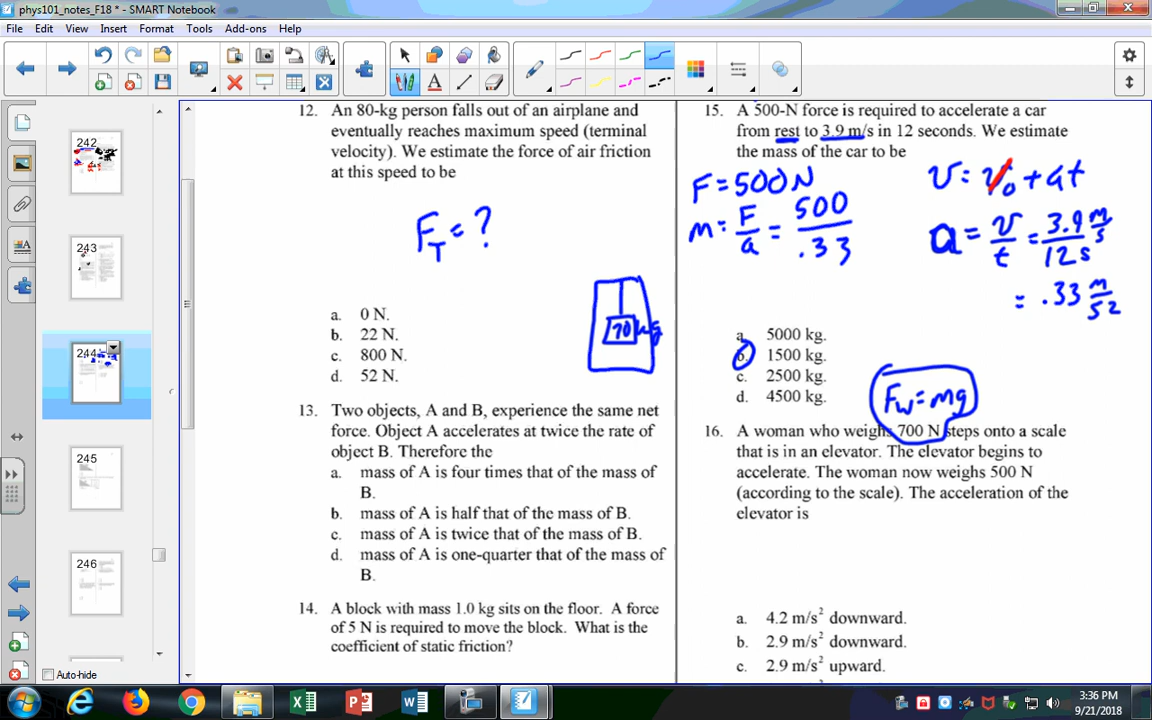 phys101_notes_F18 * - SMART Notebook
File Edit View Insert Format Tools Add-ons Help
242
243
244
245
246
Auto-hide
12. An 80-kg person falls out of an airplane and
eventually reaches maximum speed (terminal
velocity). We estimate the force of air friction
at this speed to be
F_T = ?
70 kg
a. 0 N.
b. 22 N.
c. 800 N.
d. 52 N.
13. Two objects, A and B, experience the same net
force. Object A accelerates at twice the rate of
object B. Therefore the
a. mass of A is four times that of the mass of
B.
b. mass of A is half that of the mass of B.
c. mass of A is twice that of the mass of B.
d. mass of A is one-quarter that of the mass of
B.
14. A block with mass 1.0 kg sits on the floor. A force
of 5 N is required to move the block. What is the
coefficient of static friction?
15. A 500-N force is required to accelerate a car
from rest to 3.9 m/s in 12 seconds. We estimate
the mass of the car to be
F = 500 N
m = F/a = 500/.33
v = v₀ + at
a = v/t = 3.9 m/s / 12 s
= .33 m/s²
a. 5000 kg.
b. 1500 kg.
c. 2500 kg.
d. 4500 kg.
F_W = mg
16. A woman who weighs 700 N steps onto a scale
that is in an elevator. The elevator begins to
accelerate. The woman now weighs 500 N
(according to the scale). The acceleration of the
elevator is
a. 4.2 m/s² downward.
b. 2.9 m/s² downward.
c. 2.9 m/s² upward.
3:36 PM
9/21/2018